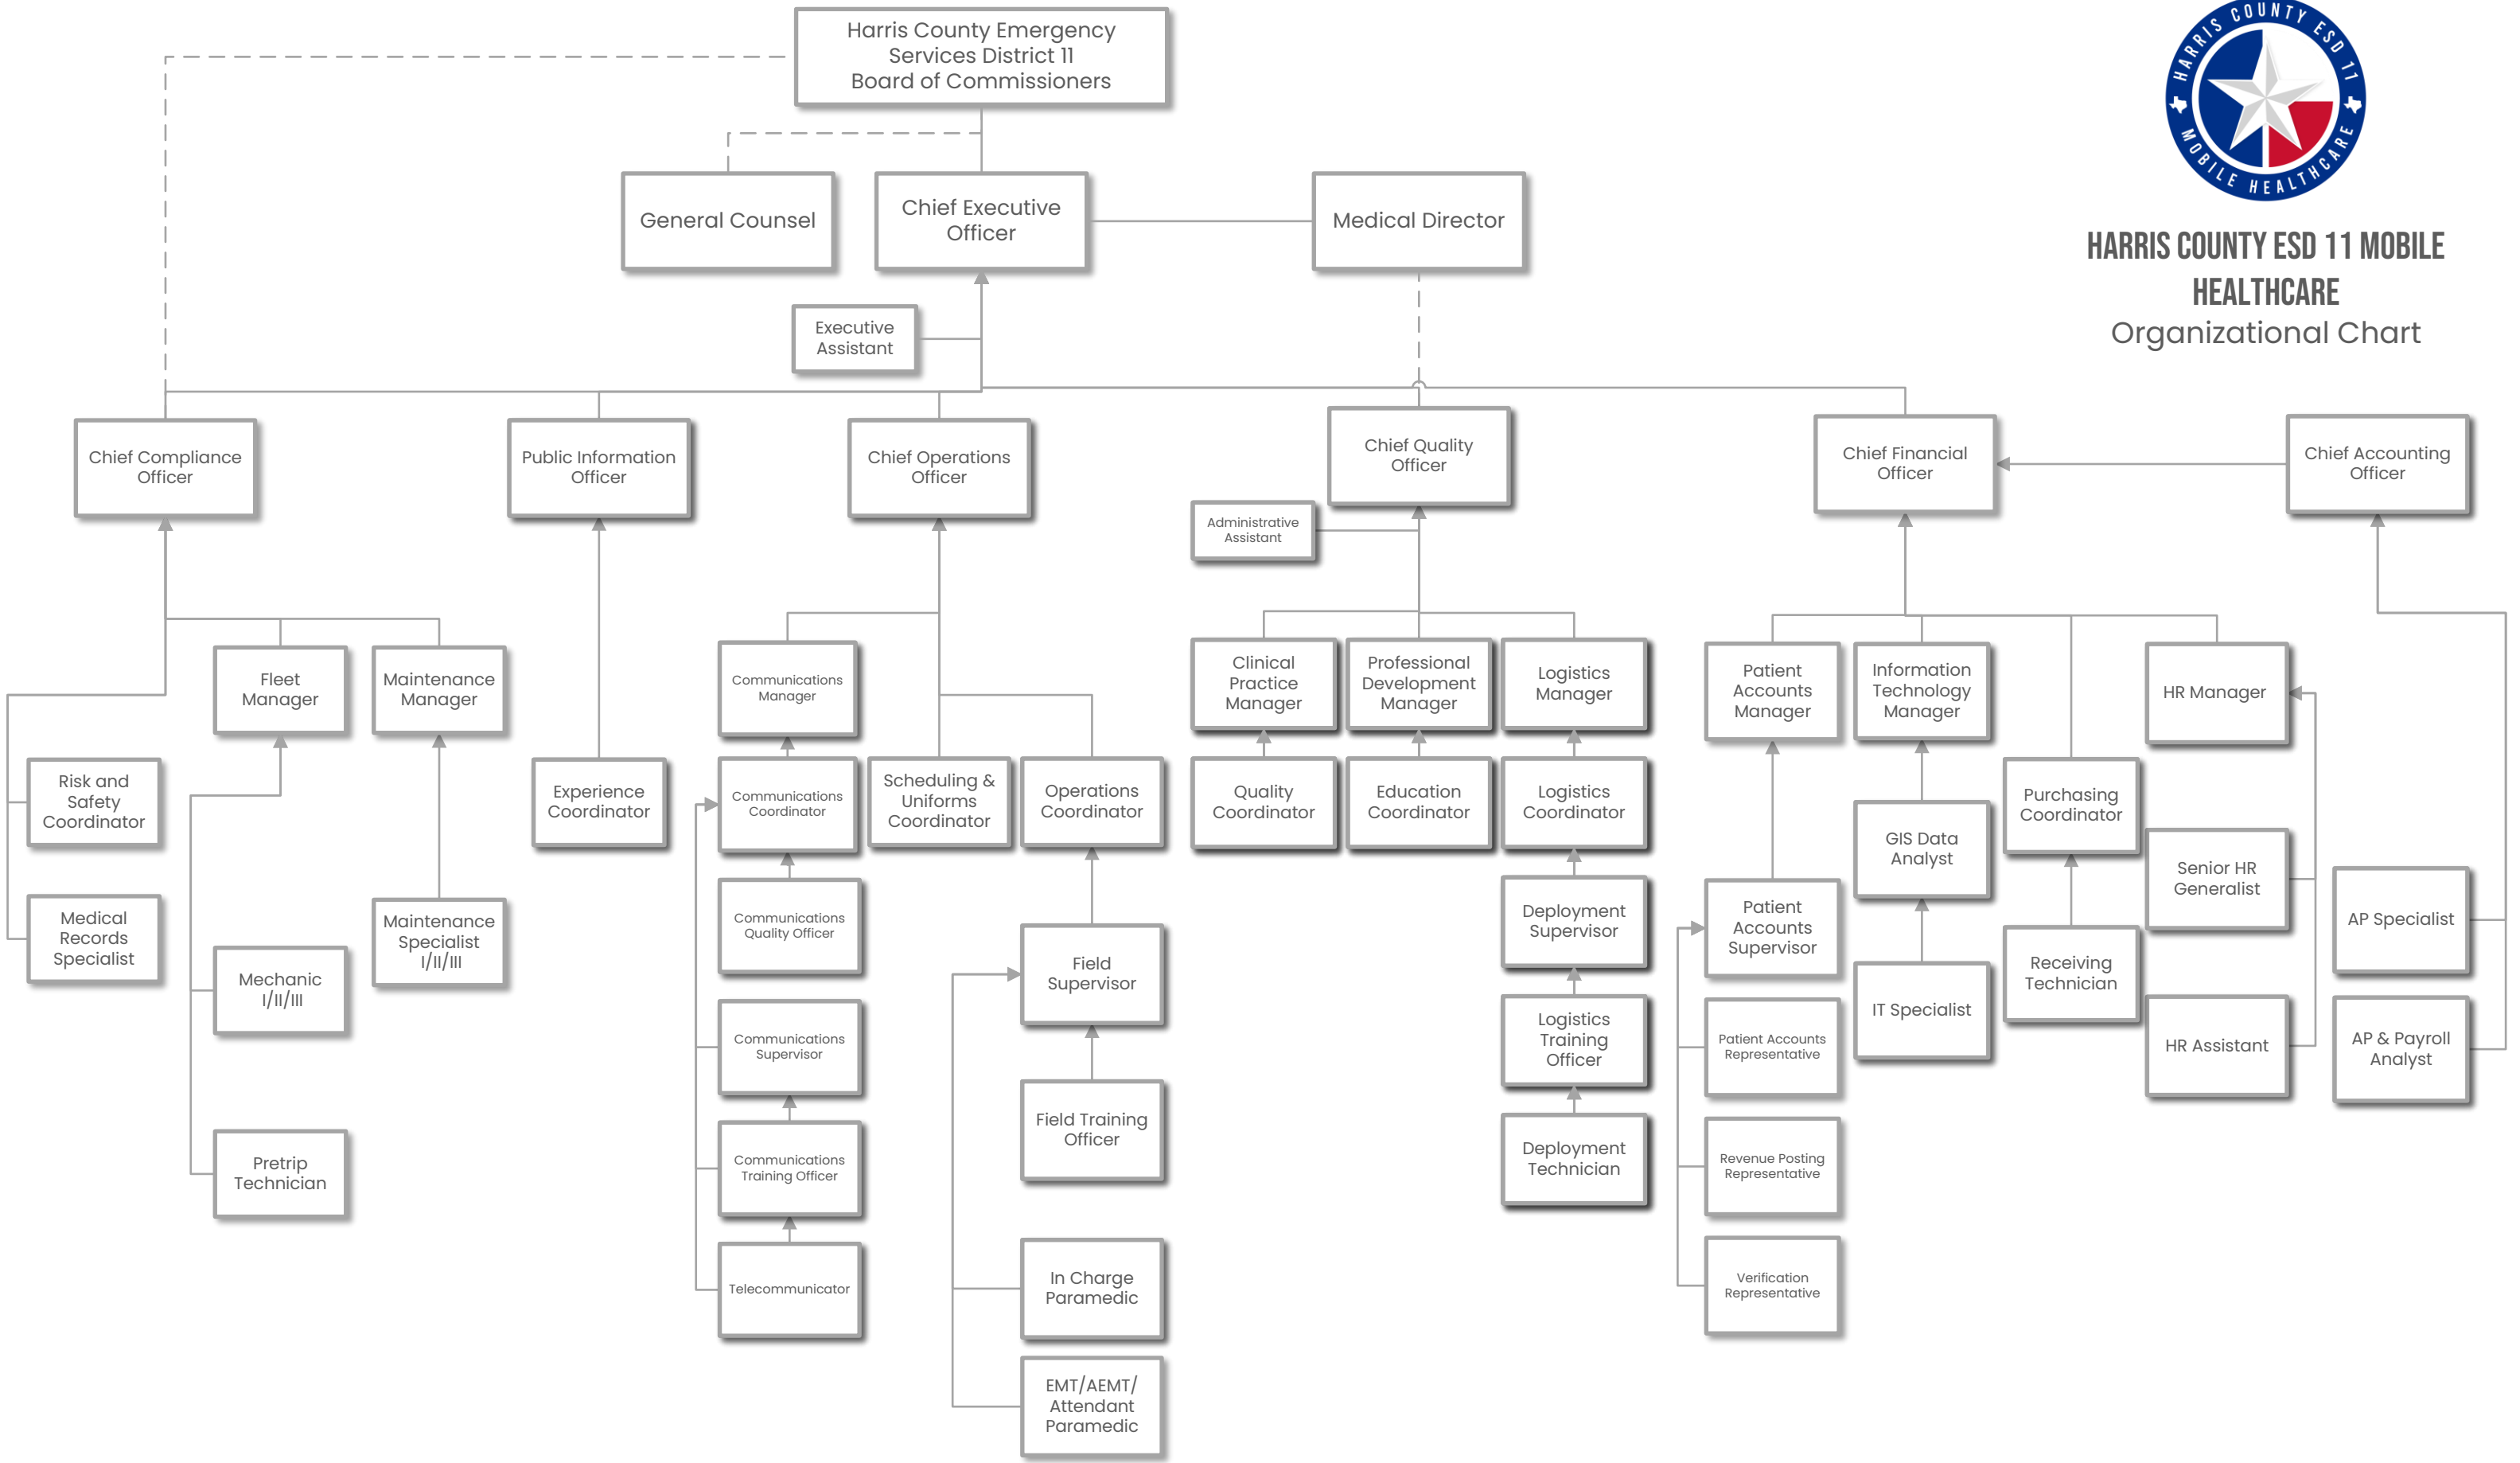 Harris County Emergency
Services District 11
Board of Commissioners
HARRIS COUNTY ESD 11
MOBILE HEALTHCARE
General Counsel
Chief Executive
Officer
Medical Director
HARRIS COUNTY ESD 11 MOBILE
HEALTHCARE
Organizational Chart
Executive
Assistant
Chief Compliance
Officer
Public Information
Officer
Chief Operations
Officer
Chief Quality
Officer
Chief Financial
Officer
Chief Accounting
Officer
Administrative
Assistant
Fleet
Manager
Maintenance
Manager
Communications
Manager
Clinical
Practice
Manager
Professional
Development
Manager
Logistics
Manager
Patient
Accounts
Manager
Information
Technology
Manager
HR Manager
Risk and
Safety
Coordinator
Experience
Coordinator
Communications
Coordinator
Scheduling &
Uniforms
Coordinator
Operations
Coordinator
Quality
Coordinator
Education
Coordinator
Logistics
Coordinator
Purchasing
Coordinator
GIS Data
Analyst
Senior HR
Generalist
Medical
Records
Specialist
Maintenance
Specialist
I/II/III
Communications
Quality Officer
Deployment
Supervisor
Patient
Accounts
Supervisor
AP Specialist
Mechanic
I/II/III
Field
Supervisor
Receiving
Technician
IT Specialist
Communications
Supervisor
Logistics
Training
Officer
Patient Accounts
Representative
HR Assistant
AP & Payroll
Analyst
Pretrip
Technician
Communications
Training Officer
Field Training
Officer
Deployment
Technician
Revenue Posting
Representative
Telecommunicator
In Charge
Paramedic
Verification
Representative
EMT/AEMT/
Attendant
Paramedic